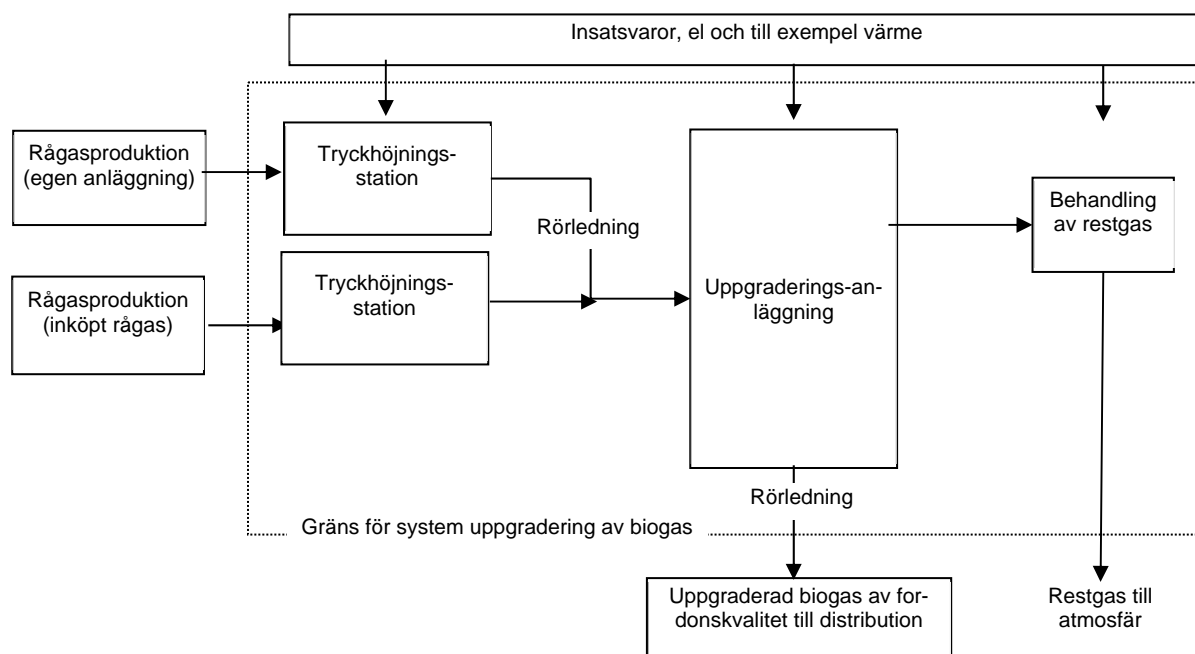 Insatsvaror, el och till exempel värme
Rågasproduktion
(egen anläggning)
Tryckhöjnings-
station
Rörledning
Rågasproduktion
(inköpt rågas)
Tryckhöjnings-
station
Uppgraderings-an-
läggning
Behandling
av restgas
Rörledning
Gräns för system uppgradering av biogas
Uppgraderad biogas av for-
donskvalitet till distribution
Restgas till
atmosfär